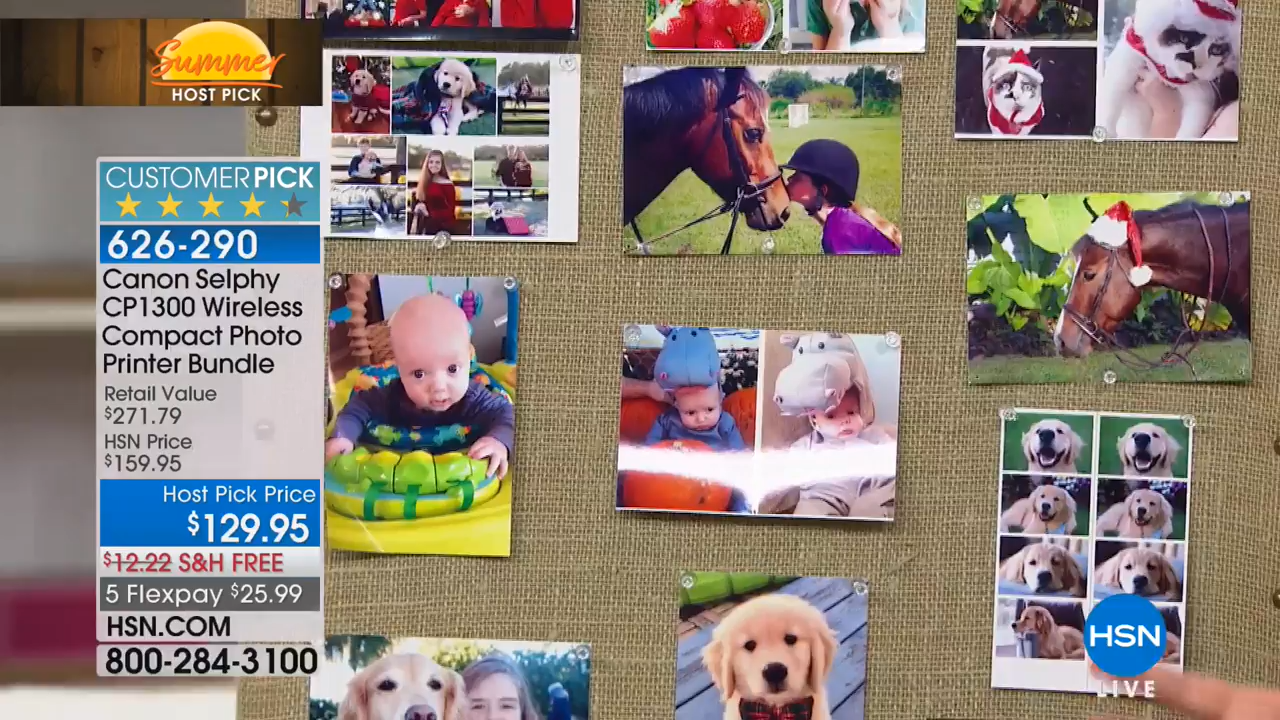 Summer
HOST PICK
CUSTOMER PICK
626-290
Canon Selphy
CP1300 Wireless
Compact Photo
Printer Bundle
Retail Value
$271.79
HSN Price
$159.95
Host Pick Price
$129.95
$12.22 S&H FREE
5 Flexpay $25.99
HSN.COM
800-284-3100
HSN
LIVE